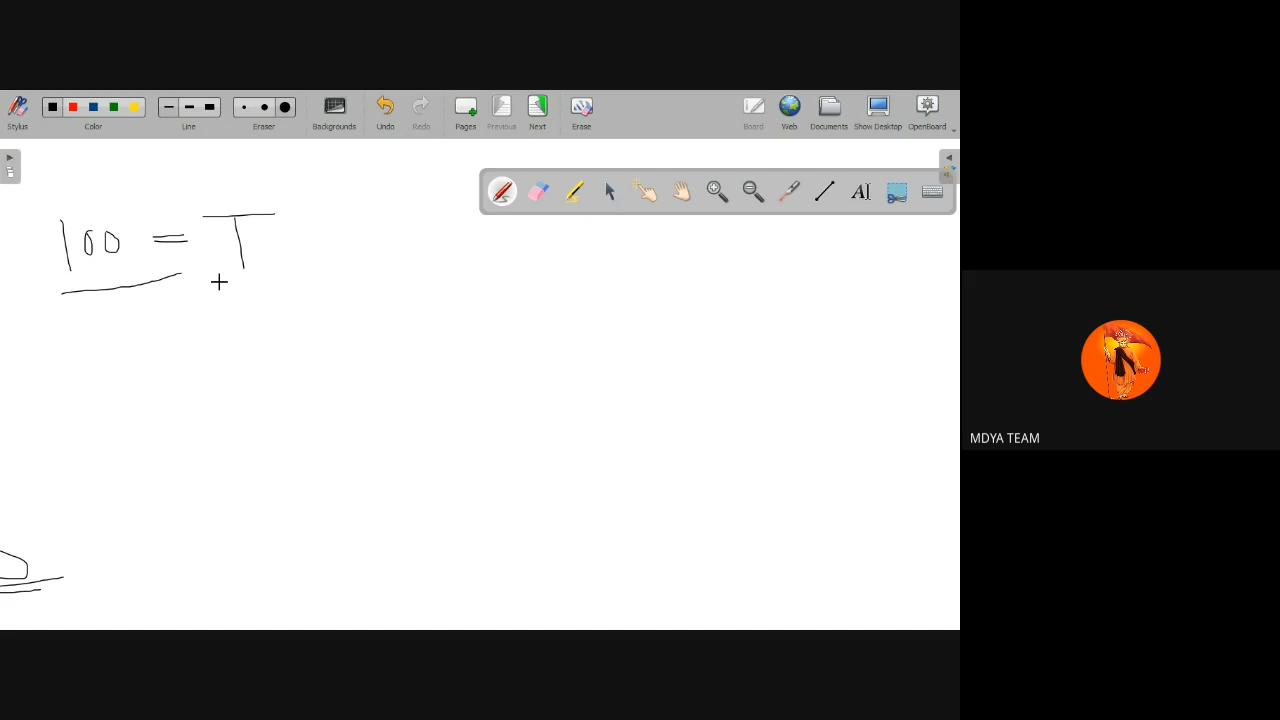 Stylus Color Line Eraser Backgrounds Undo Redo Pages Previous Next Erase Board Web Documents Show Desktop OpenBoard
AI
100 = T
MDYA TEAM